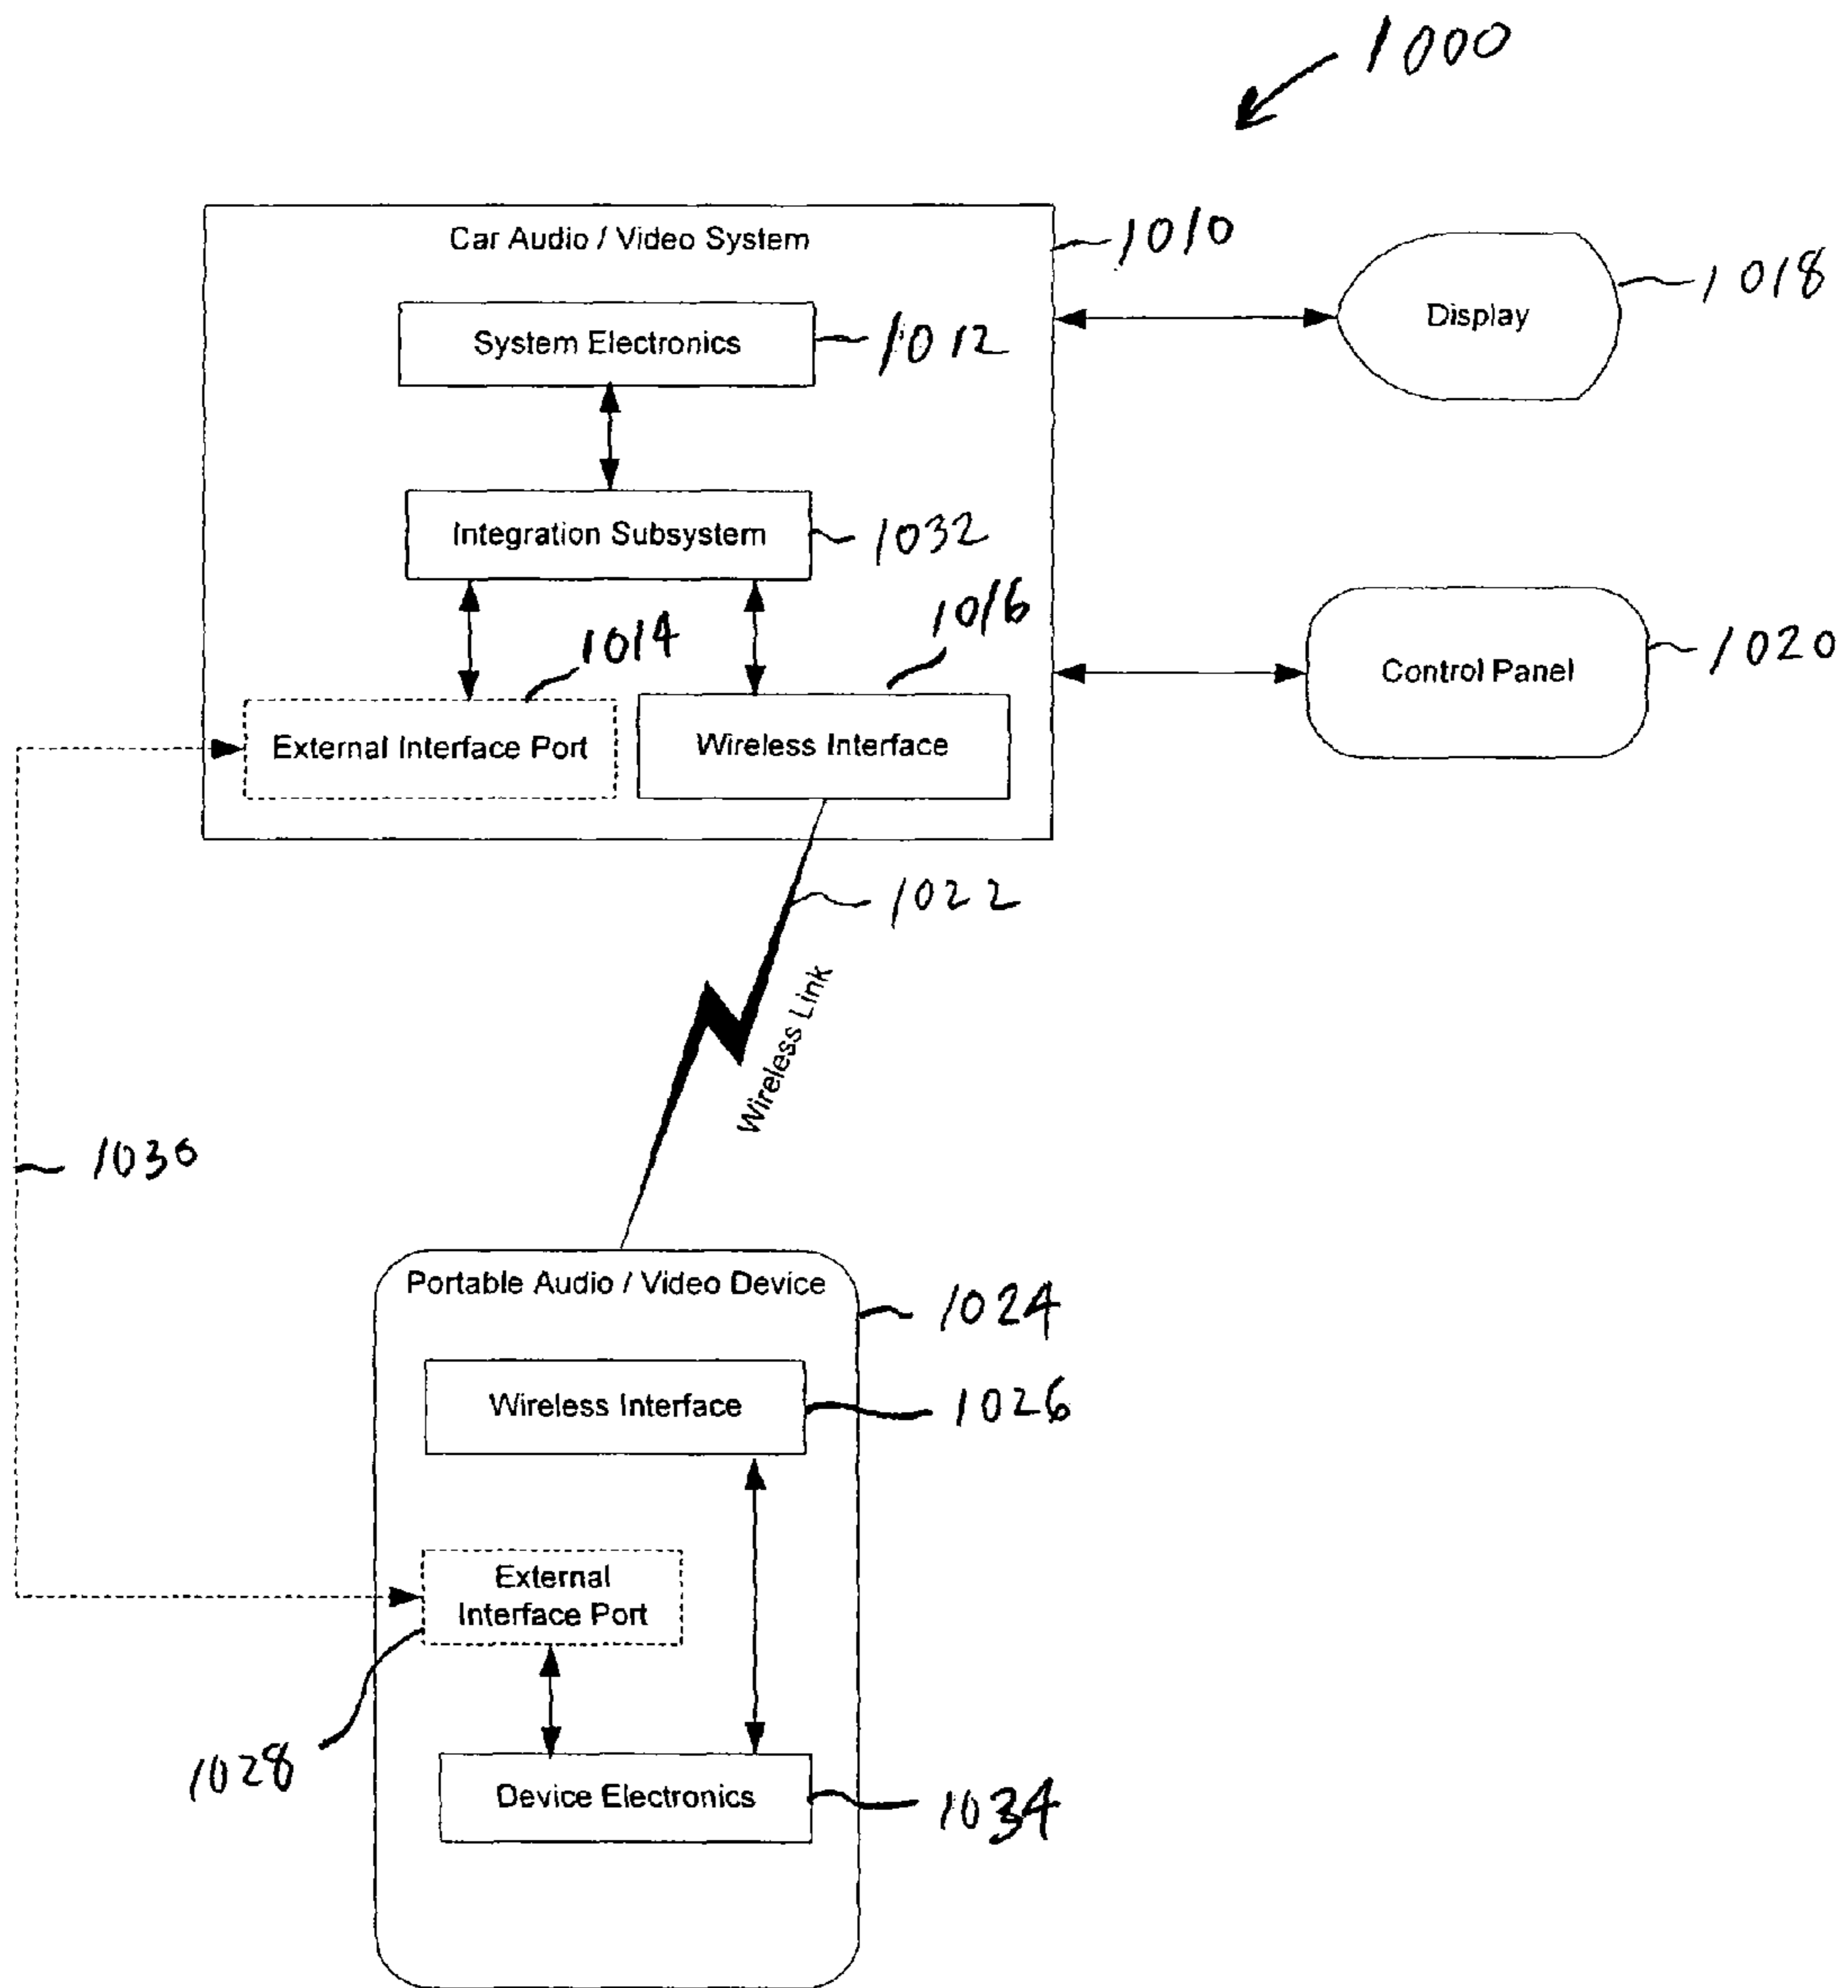 1000
Car Audio / Video System
1010
Display
1018
System Electronics
1012
Integration Subsystem
1032
1014
1016
Control Panel
1020
External Interface Port
Wireless Interface
1022
Wireless Link
1030
Portable Audio / Video Device
1024
Wireless Interface
1026
External
Interface Port
1028
Device Electronics
1034